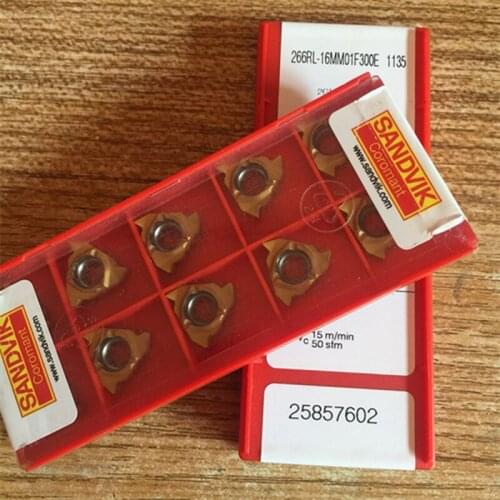 266RL-16MM01F300E 1135
SANDVIK
Coromant
www.sandvik.com
SANDVIK
Coromant
www.sandvik.com
15 m/min
°c 50 sfm
25857602